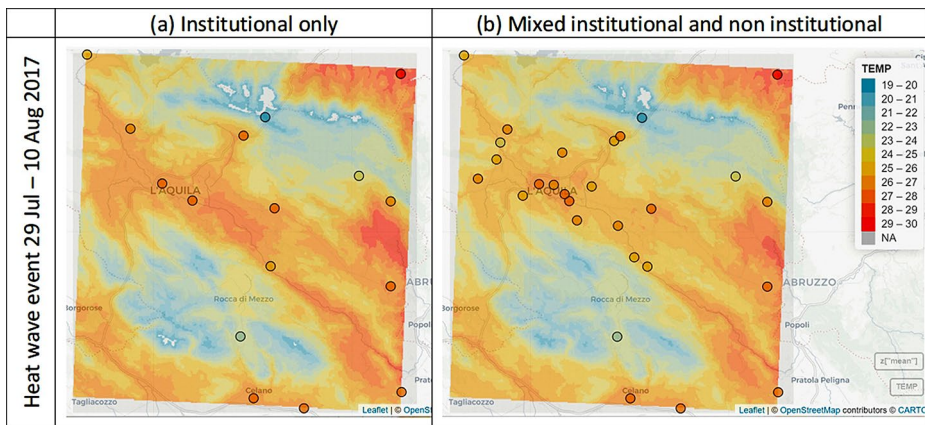 (a) Institutional only
(b) Mixed institutional and non institutional
Heat wave event 29 Jul – 10 Aug 2017
L'AQUILA
Rocca di Mezzo
Borgorose
Popoli
Celano
Prato
Tagliacozzo
Leaflet | © OpenSt
TEMP
19 – 20
20 – 21
21 – 22
22 – 23
23 – 24
24 – 25
25 – 26
26 – 27
27 – 28
28 – 29
29 – 30
NA
Penn
L'AQUILA
ABRUZZO
Rocca di Mezzo
Borgorose
Popoli
z["mean"]
Pratola Peligna
TEMP
Celano
Tagliacozzo
Leaflet | © OpenStreetMap contributors © CARTO